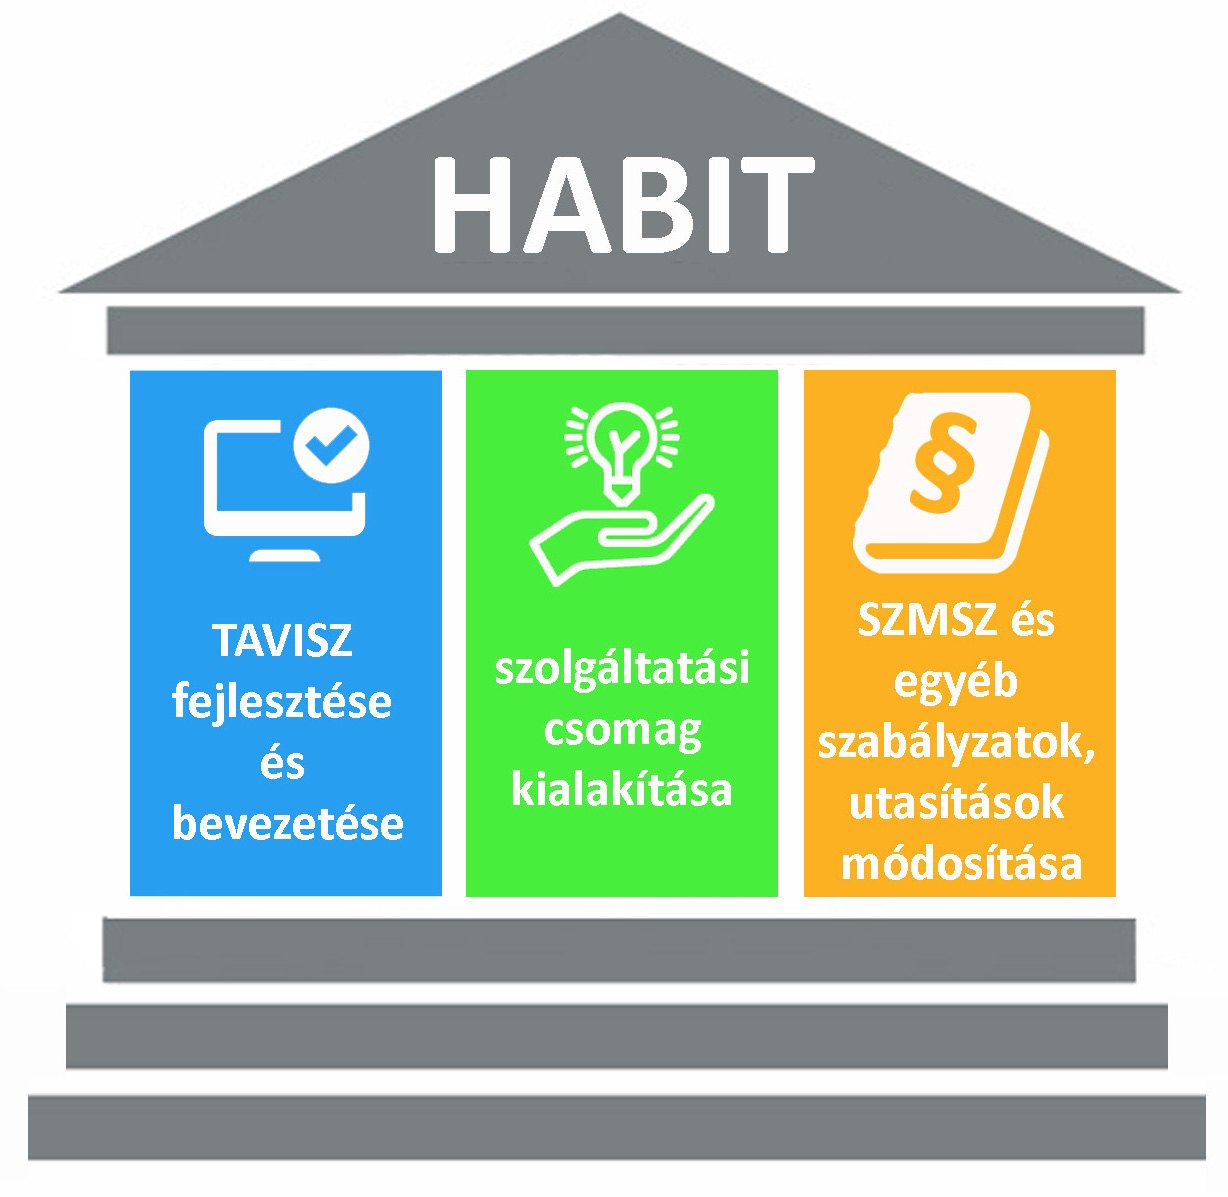 HABIT
TAVISZ
fejlesztése
és
bevezetése
szolgáltatási
csomag
kialakítása
SZMSZ és
egyéb
szabályzatok,
utasítások
módosítása